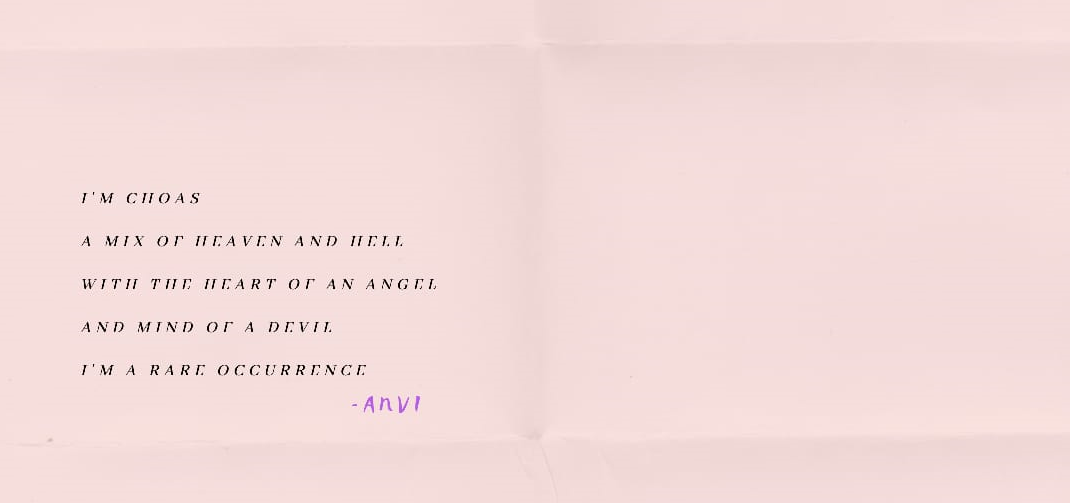 I'M CHOAS
A MIX OF HEAVEN AND HELL
WITH THE HEART OF AN ANGEL
AND MIND OF A DEVIL
I'M A RARE OCCURRENCE
-ANVI